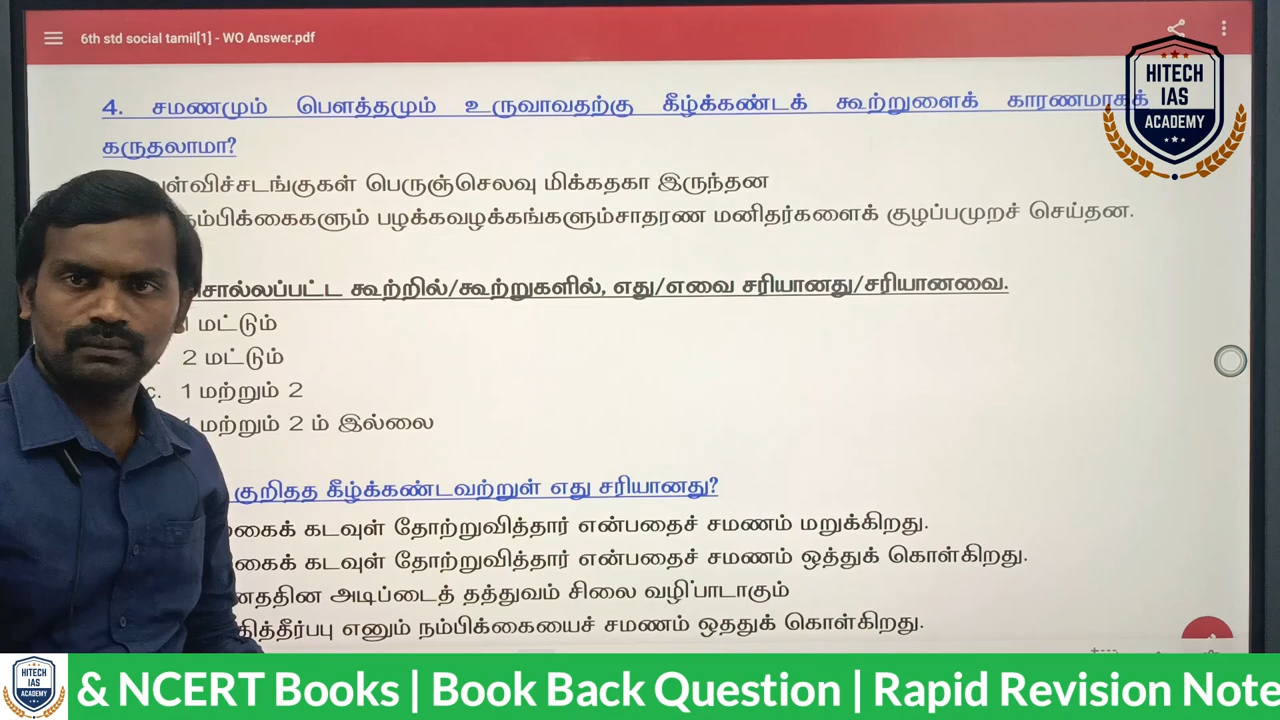 6th std social tamil[1] - WO Answer.pdf
HITECH
IAS
ACADEMY
4. சமணமும் பௌத்தமும் உருவாவதற்கு கீழ்க்கண்டக் கூற்றுளைக் காரணமாகக்
கருதலாமா?
ள்விச்சடங்குகள் பெருஞ்செலவு மிக்கதகா இருந்தன
நம்பிக்கைகளும் பழக்கவழக்கங்களும்சாதரண மனிதர்களைக் குழப்பமுறச் செய்தன.
சொல்லப்பட்ட கூற்றில்/கூற்றுகளில், எது/எவை சரியானது/சரியானவை.
1 மட்டும்
2 மட்டும்
c. 1 மற்றும் 2
1 மற்றும் 2 ம் இல்லை
குறிதத கீழ்க்கண்டவற்றுள் எது சரியானது?
கைக் கடவுள் தோற்றுவித்தார் என்பதைச் சமணம் மறுக்கிறது.
கைக் கடவுள் தோற்றுவித்தார் என்பதைச் சமணம் ஒத்துக் கொள்கிறது.
னததின அடிப்டைத் தத்துவம் சிலை வழிப்பாடாகும்
தித்தீர்பபு எனும் நம்பிக்கையைச் சமணம் ஒததுக் கொள்கிறது.
HITECH
IAS
ACADEMY
& NCERT Books | Book Back Question | Rapid Revision Note